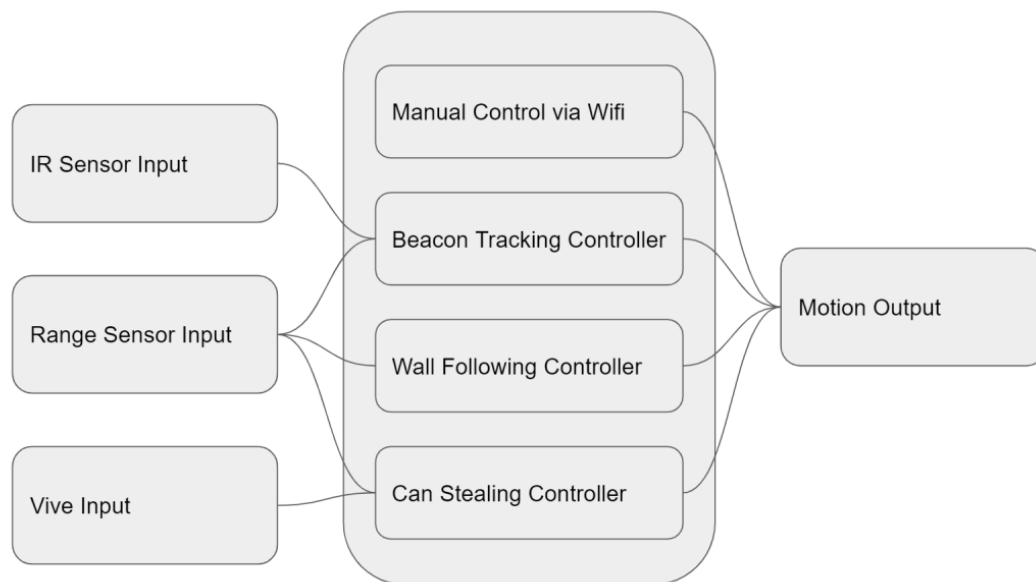 IR Sensor Input
Range Sensor Input
Vive Input
Manual Control via Wifi
Beacon Tracking Controller
Wall Following Controller
Can Stealing Controller
Motion Output